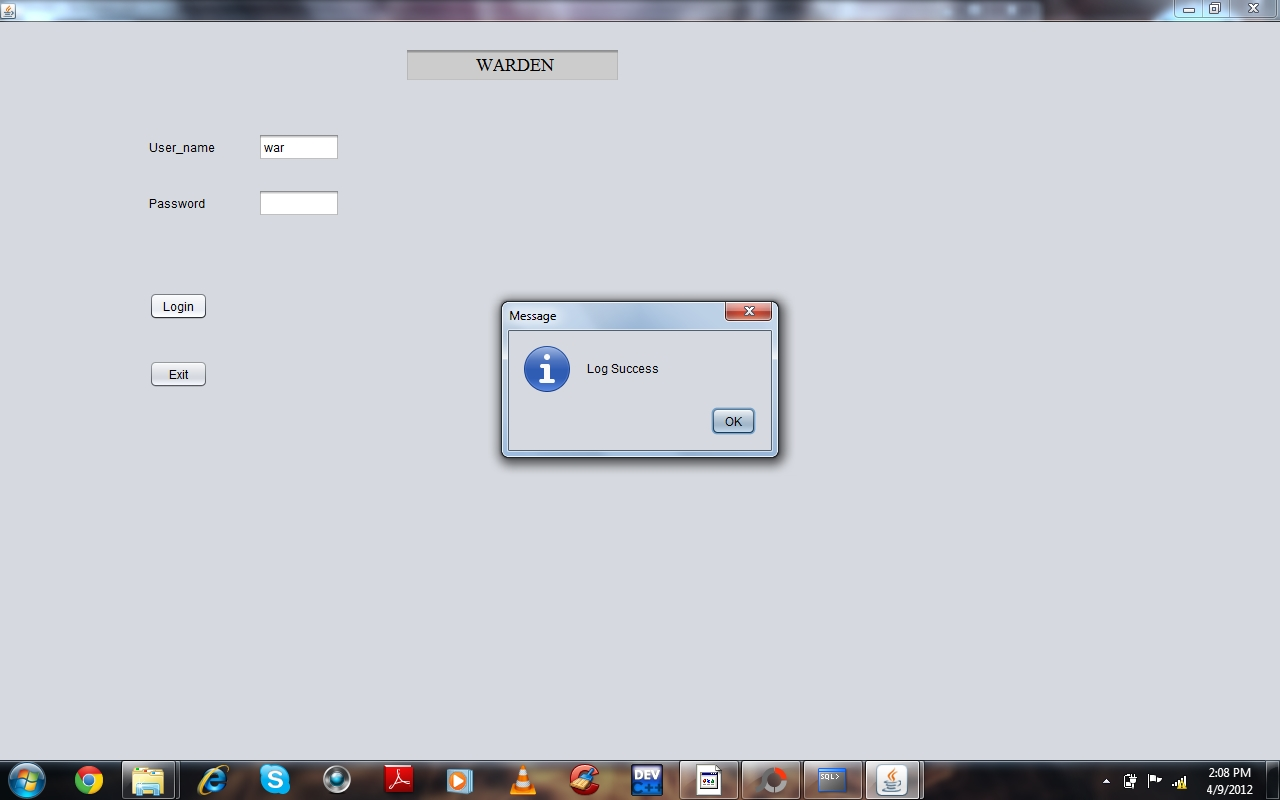 WARDEN
User_name war
Password
Login
Message
Log Success
Exit
OK
DEV
C++
SQL>
2:08 PM
4/9/2012